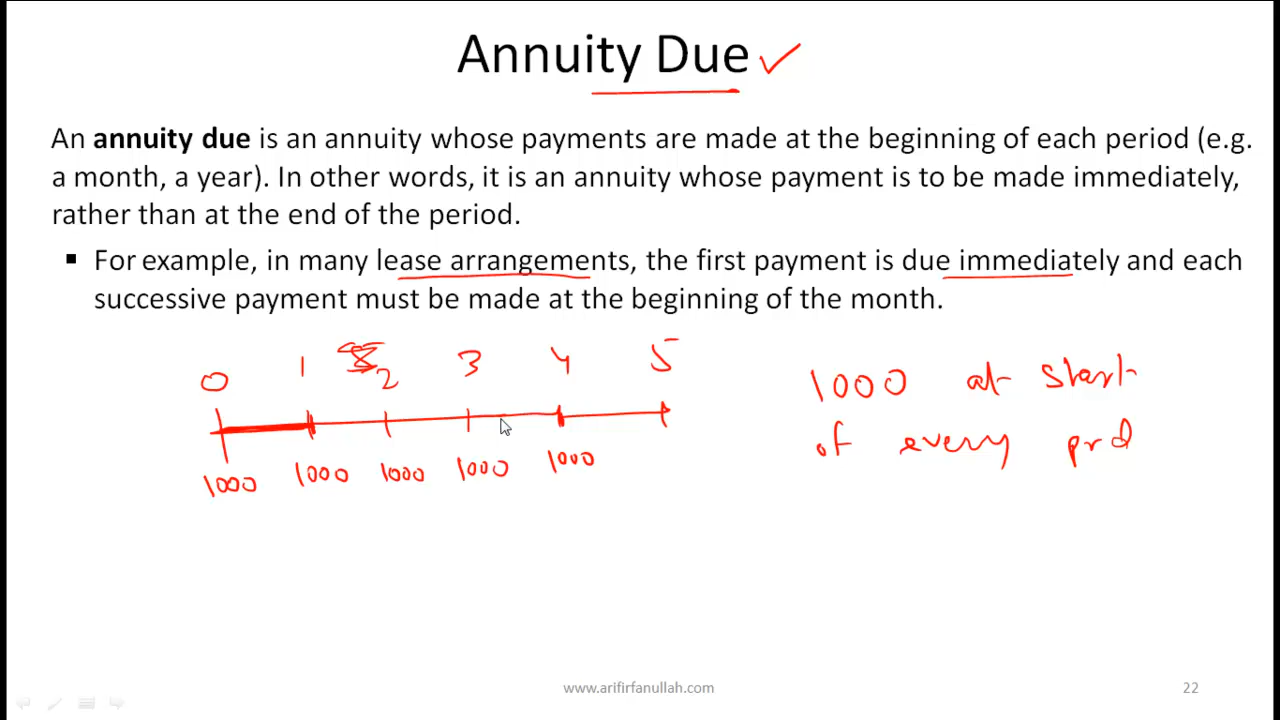 Annuity Due
An annuity due is an annuity whose payments are made at the beginning of each period (e.g.
a month, a year). In other words, it is an annuity whose payment is to be made immediately,
rather than at the end of the period.
▪ For example, in many lease arrangements, the first payment is due immediately and each
successive payment must be made at the beginning of the month.
0 1 2 3 4 5
1000 1000 1000 1000 1000
1000 at start
of every prd
www.arifirfanullah.com
22